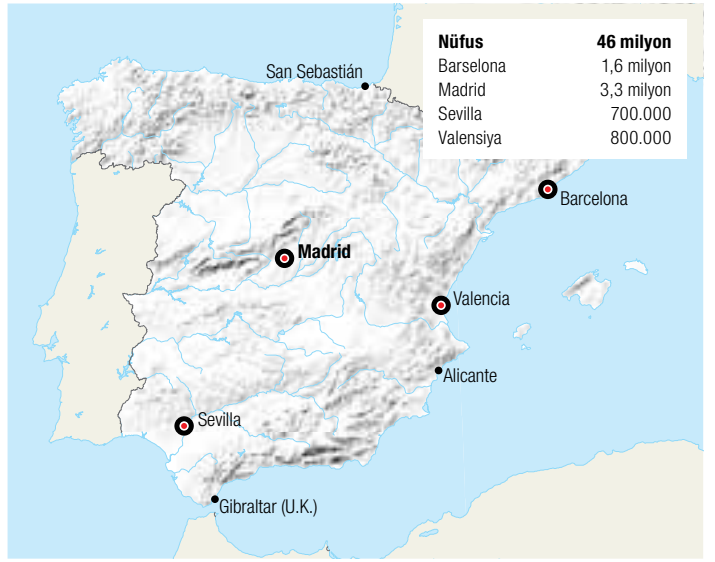 Nüfus 46 milyon
Barselona 1,6 milyon
Madrid 3,3 milyon
Sevilla 700.000
Valensiya 800.000
San Sebastián
Barcelona
Madrid
Valencia
Alicante
Sevilla
Gibraltar (U.K.)